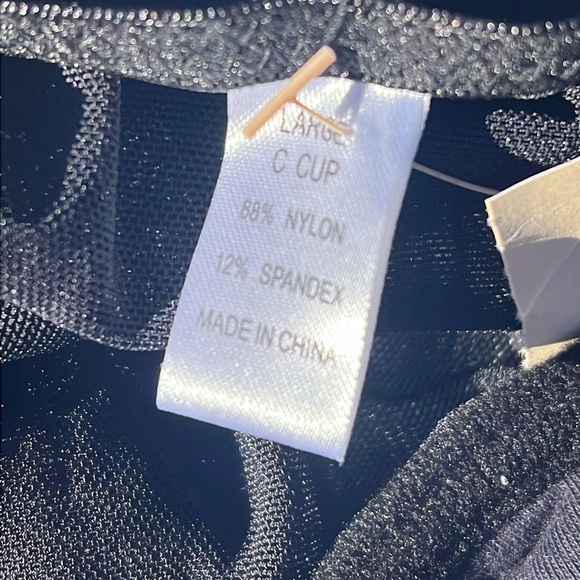 LARGE
C CUP
88% NYLON
12% SPANDEX
MADE IN CHINA